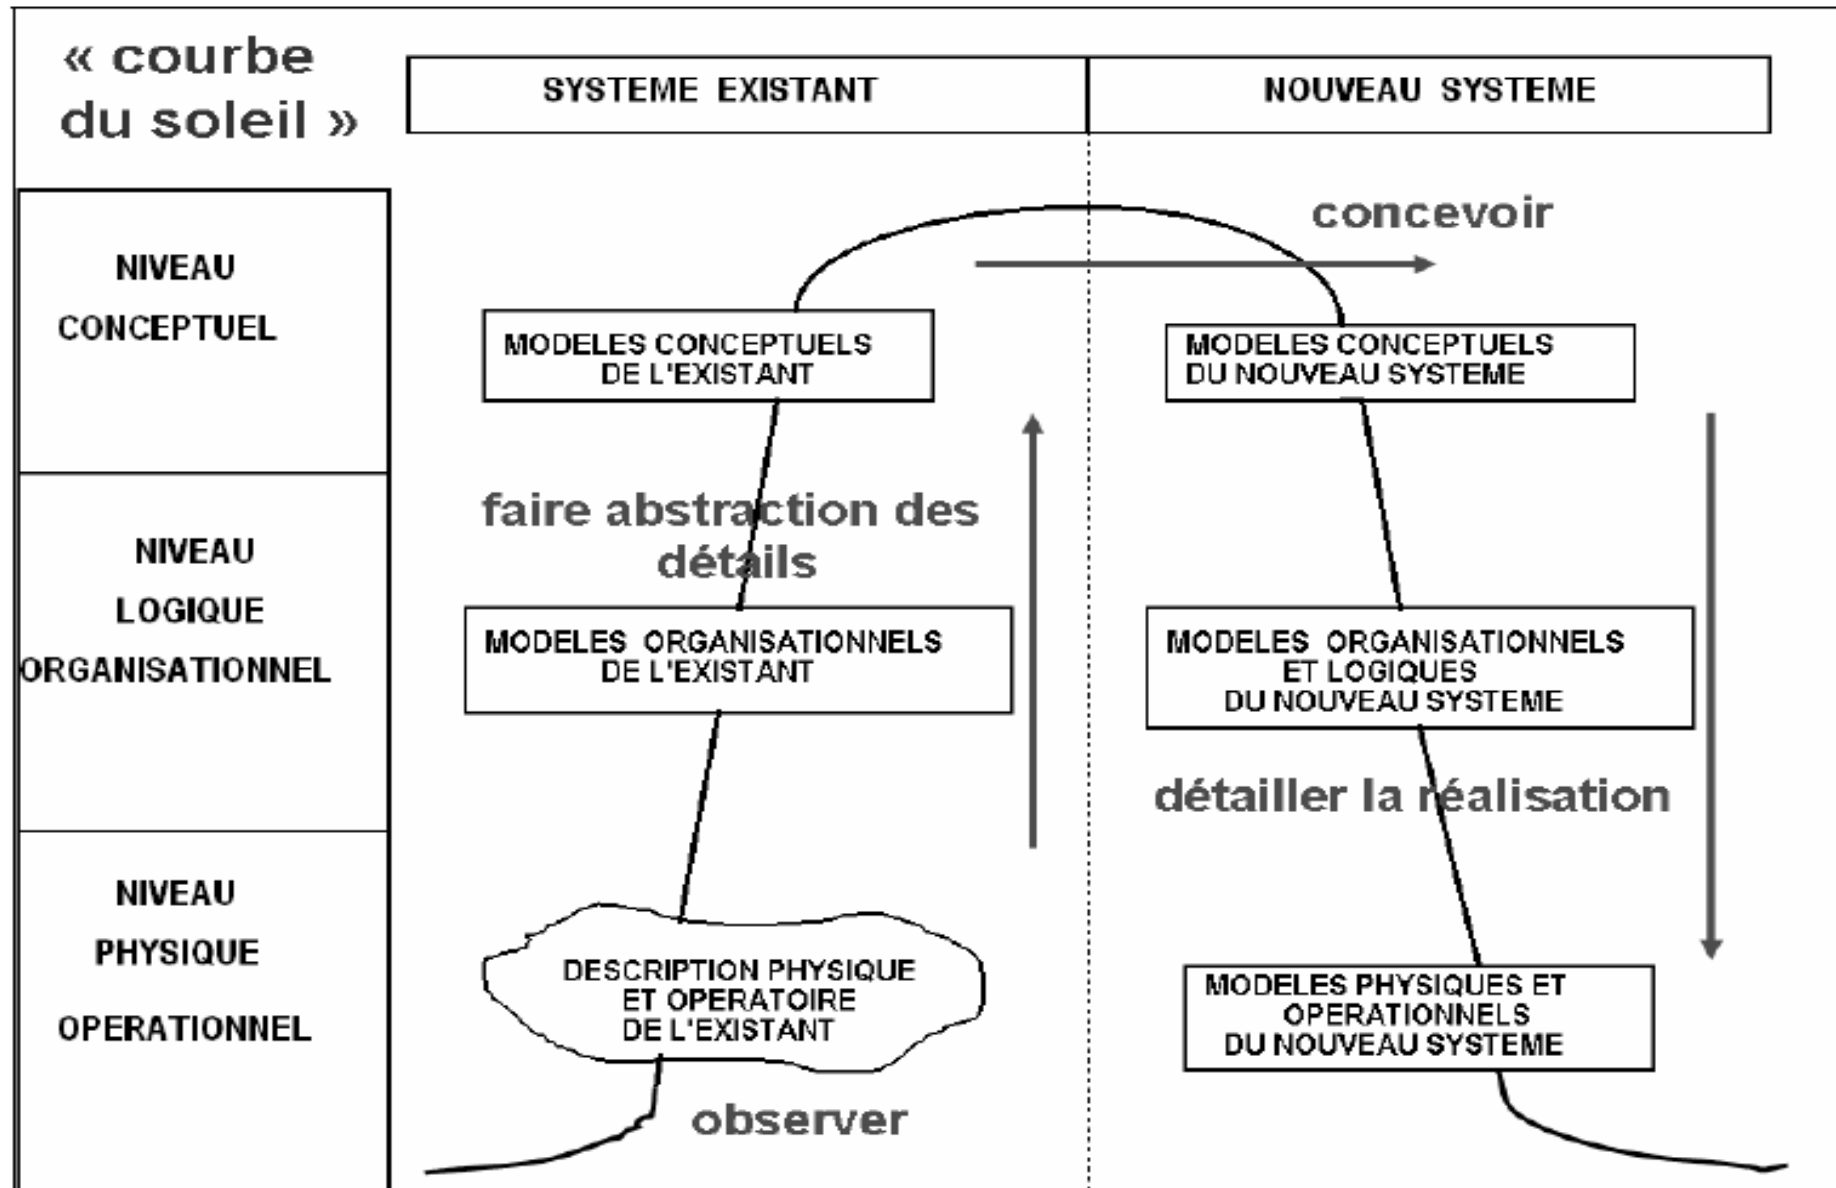 « courbe
du soleil »
SYSTEME EXISTANT
NOUVEAU SYSTEME
concevoir
NIVEAU
CONCEPTUEL
MODELES CONCEPTUELS
DE L'EXISTANT
MODELES CONCEPTUELS
DU NOUVEAU SYSTEME
faire abstraction des
détails
NIVEAU
LOGIQUE
ORGANISATIONNEL
MODELES ORGANISATIONNELS
DE L'EXISTANT
MODELES ORGANISATIONNELS
ET LOGIQUES
DU NOUVEAU SYSTEME
détailler la réalisation
NIVEAU
PHYSIQUE
OPERATIONNEL
DESCRIPTION PHYSIQUE
ET OPERATOIRE
DE L'EXISTANT
MODELES PHYSIQUES ET
OPERATIONNELS
DU NOUVEAU SYSTEME
observer